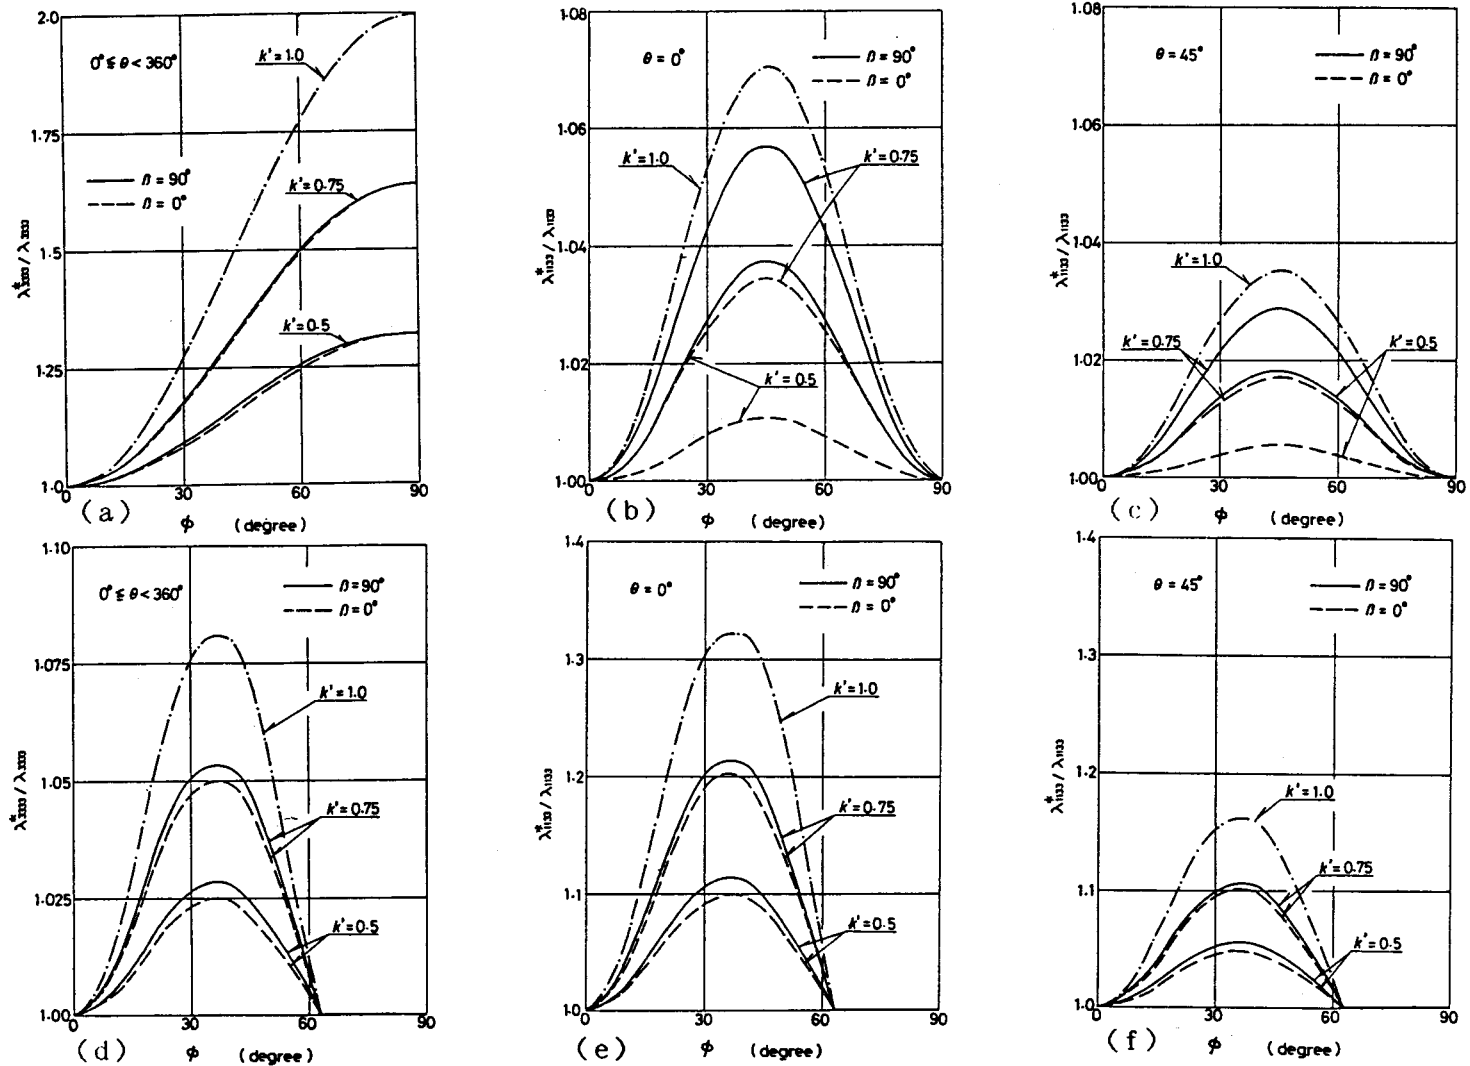 2.0
1.75
1.5
1.25
1.0
λ*3333 / λ3333
0° ≦ θ < 360°
k' = 1.0
β = 90°
β = 0°
k' = 0.75
k' = 0.5
0 30 60 90
(a) φ (degree)
1.08
1.06
1.04
1.02
1.00
λ*1133 / λ1133
θ = 0°
β = 90°
β = 0°
k' = 1.0
k' = 0.75
k' = 0.5
0 30 60 90
(b) φ (degree)
1.08
1.06
1.04
1.02
1.00
λ*1133 / λ1133
θ = 45°
β = 90°
β = 0°
k' = 1.0
k' = 0.75
k' = 0.5
0 30 60 90
(c) φ (degree)
1.10
1.075
1.05
1.025
1.00
λ*3333 / λ3333
0° ≦ θ < 360°
β = 90°
β = 0°
k' = 1.0
k' = 0.75
k' = 0.5
0 30 60 90
(d) φ (degree)
1.4
1.3
1.2
1.1
1.0
λ*1133 / λ1133
θ = 0°
β = 90°
β = 0°
k' = 1.0
k' = 0.75
k' = 0.5
0 30 60 90
(e) φ (degree)
1.4
1.3
1.2
1.1
1.0
λ*1133 / λ1133
θ = 45°
β = 90°
β = 0°
k' = 1.0
k' = 0.75
k' = 0.5
0 30 60 90
(f) φ (degree)